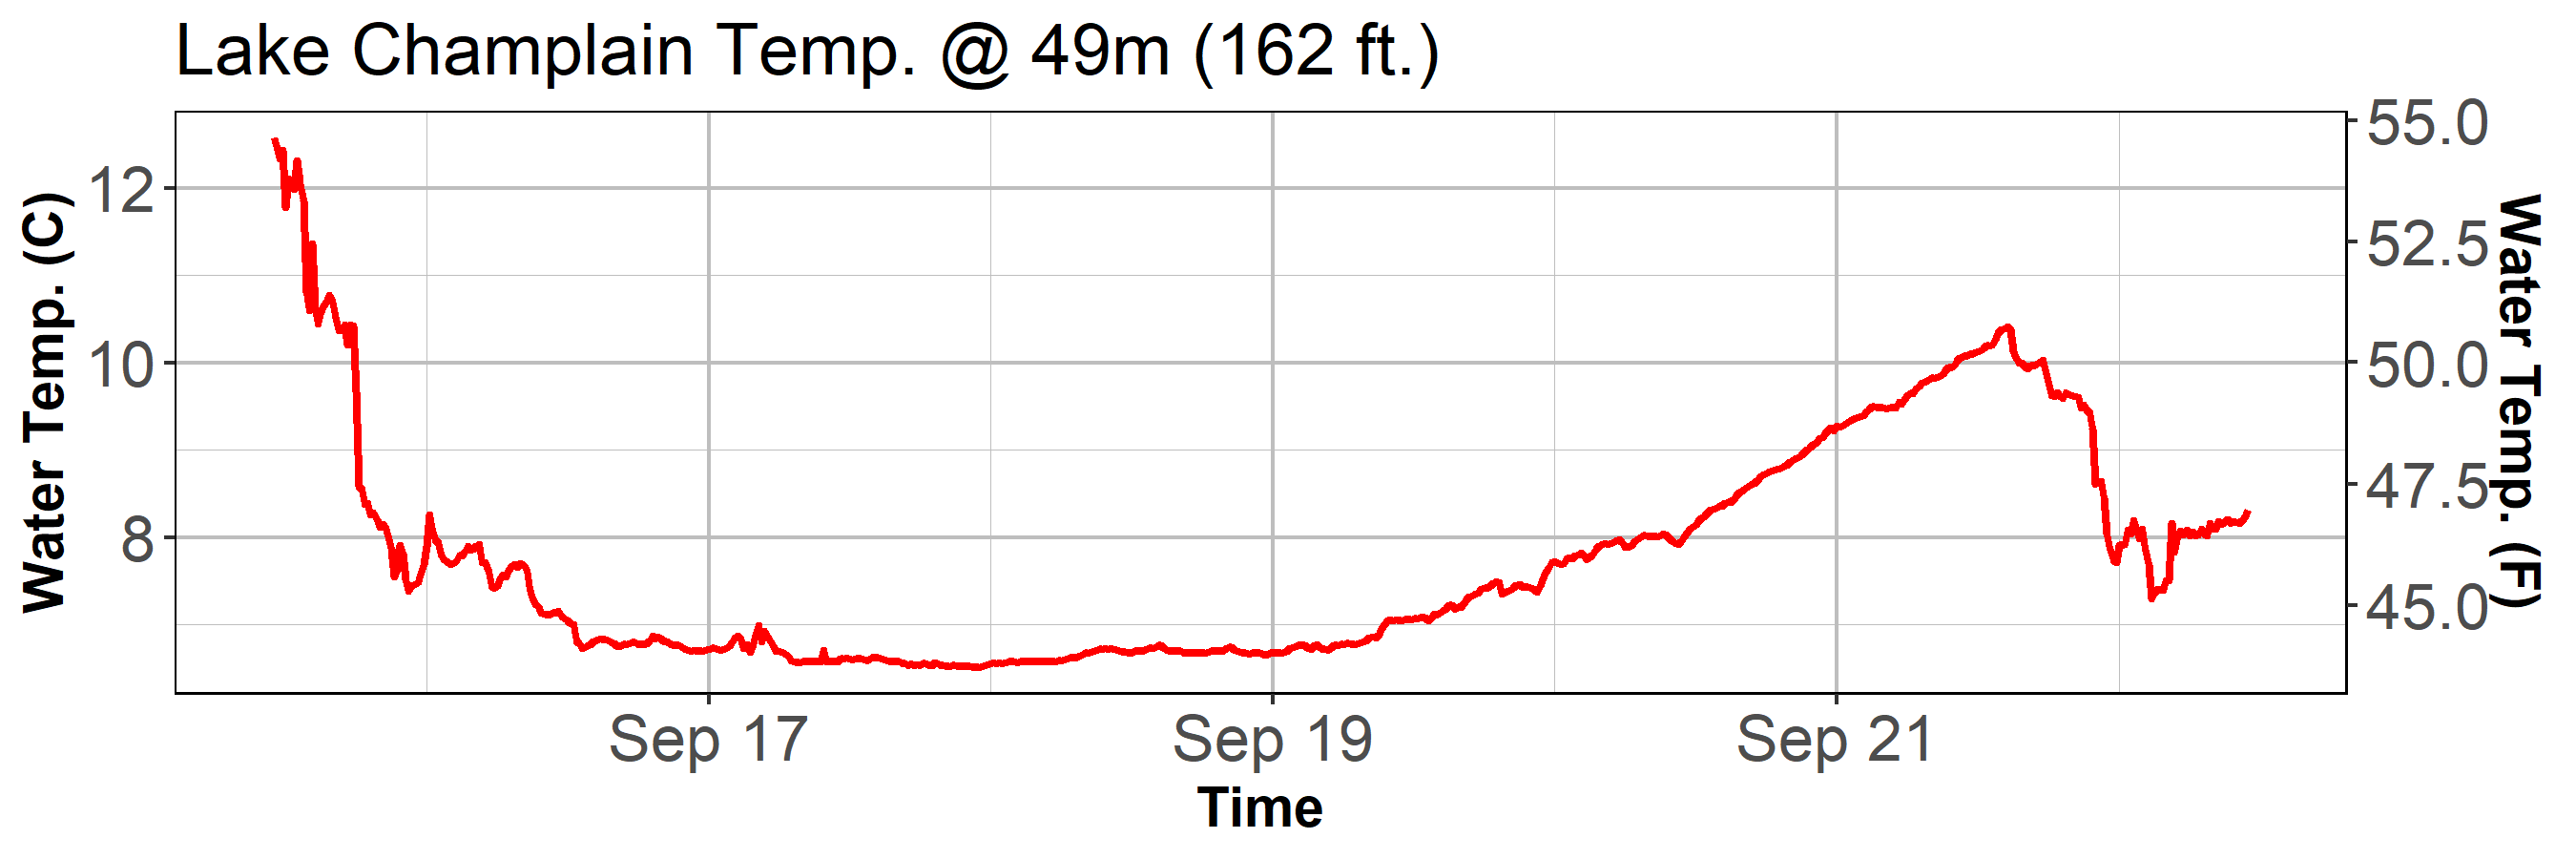 Lake Champlain Temp. @ 49m (162 ft.)
Water Temp. (C)
12
10
8
55.0
52.5
50.0
47.5
45.0
Water Temp. (F)
Sep 17
Sep 19
Sep 21
Time